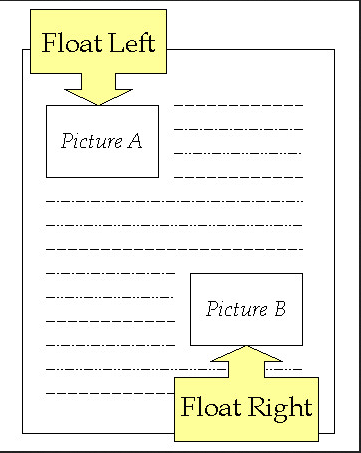 Float Left
Picture A
Picture B
Float Right